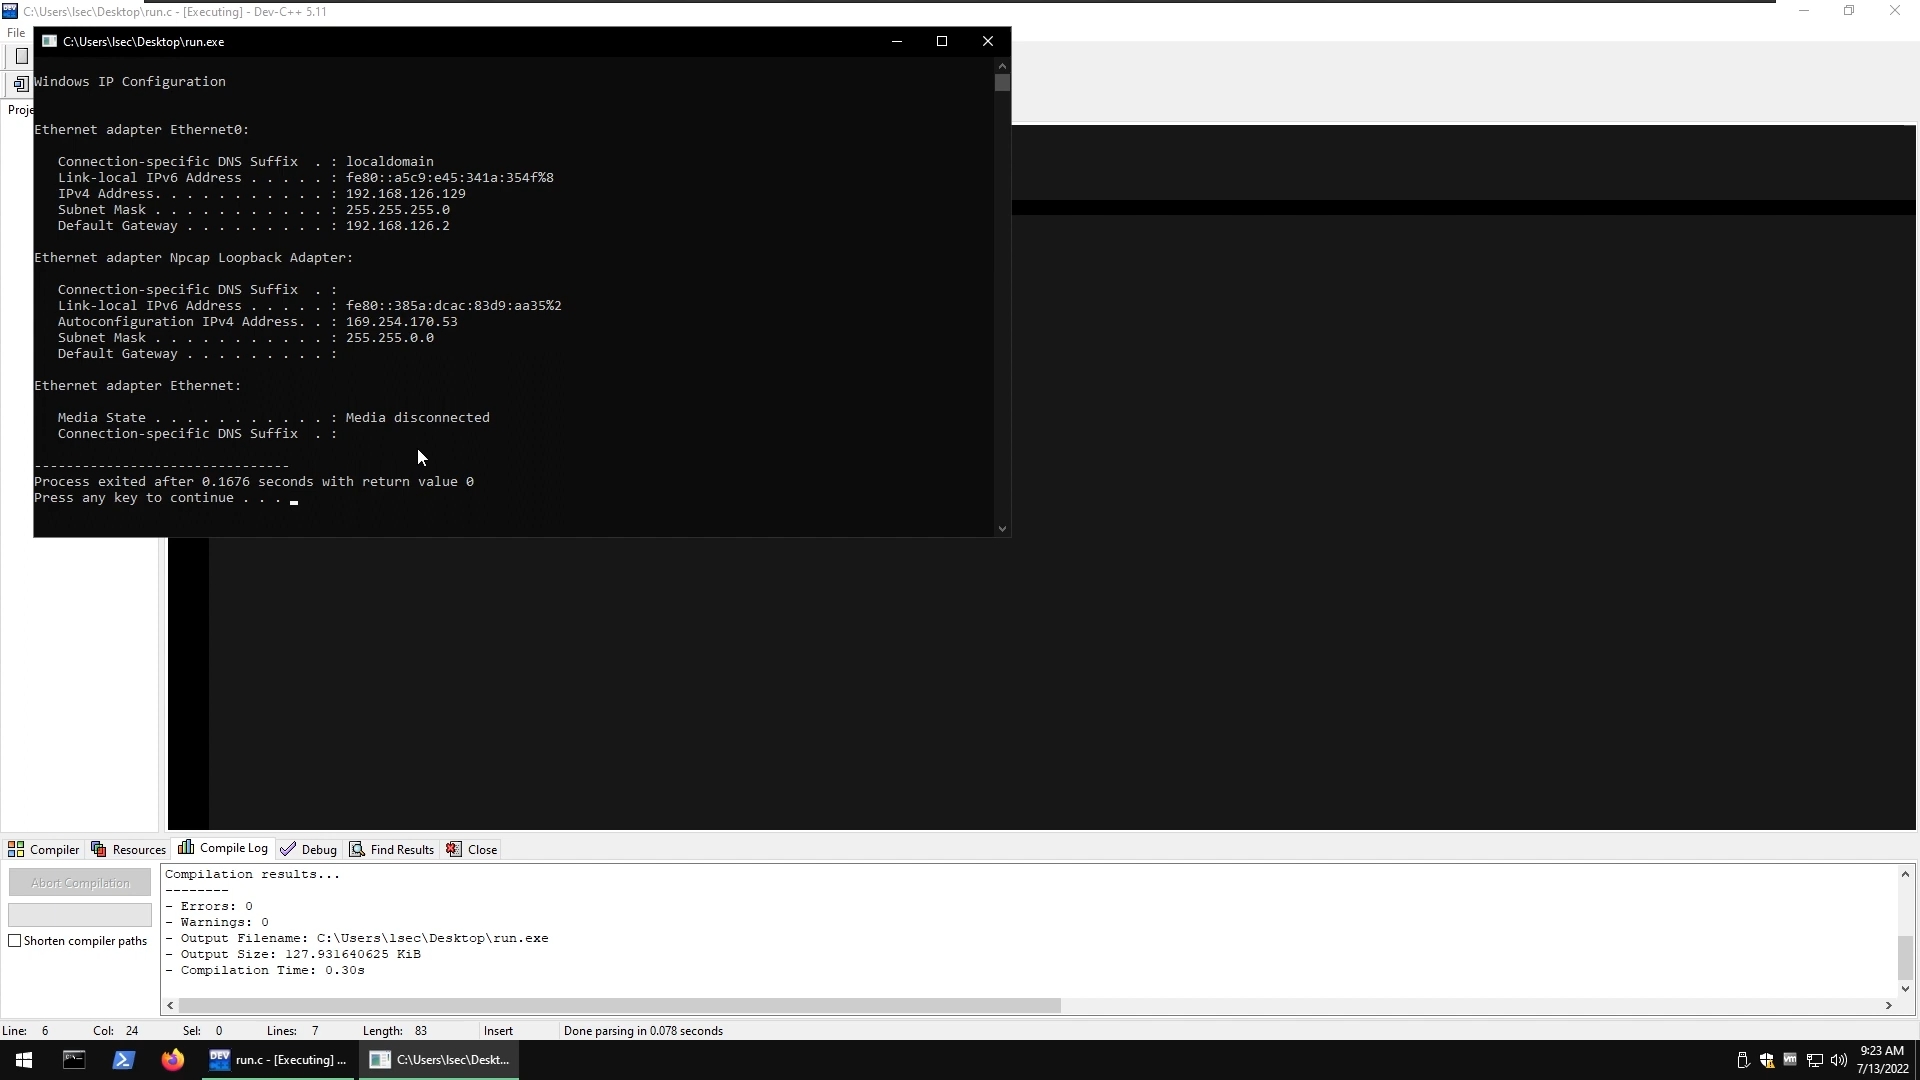 C:\Users\lsec\Desktop\run.c - [Executing] - Dev-C++ 5.11
File
C:\Users\lsec\Desktop\run.exe
Proje
Windows IP Configuration
Ethernet adapter Ethernet0:
Connection-specific DNS Suffix  . : localdomain
Link-local IPv6 Address . . . . . : fe80::a5c9:e45:341a:354f%8
IPv4 Address. . . . . . . . . . . : 192.168.126.129
Subnet Mask . . . . . . . . . . . : 255.255.255.0
Default Gateway . . . . . . . . . : 192.168.126.2
Ethernet adapter Npcap Loopback Adapter:
Connection-specific DNS Suffix  . :
Link-local IPv6 Address . . . . . : fe80::385a:dcac:83d9:aa35%2
Autoconfiguration IPv4 Address. . : 169.254.170.53
Subnet Mask . . . . . . . . . . . : 255.255.0.0
Default Gateway . . . . . . . . . :
Ethernet adapter Ethernet:
Media State . . . . . . . . . . . : Media disconnected
Connection-specific DNS Suffix  . :
--------------------------------
Process exited after 0.1676 seconds with return value 0
Press any key to continue . . .
Compiler Resources Compile Log Debug Find Results Close
Abort Compilation
Shorten compiler paths
Compilation results...
--------
- Errors: 0
- Warnings: 0
- Output Filename: C:\Users\lsec\Desktop\run.exe
- Output Size: 127.931640625 KiB
- Compilation Time: 0.30s
Line: 6 Col: 24 Sel: 0 Lines: 7 Length: 83 Insert Done parsing in 0.078 seconds
DEV run.c - [Executing] ... C:\Users\lsec\Deskt... vm 9:23 AM
7/13/2022